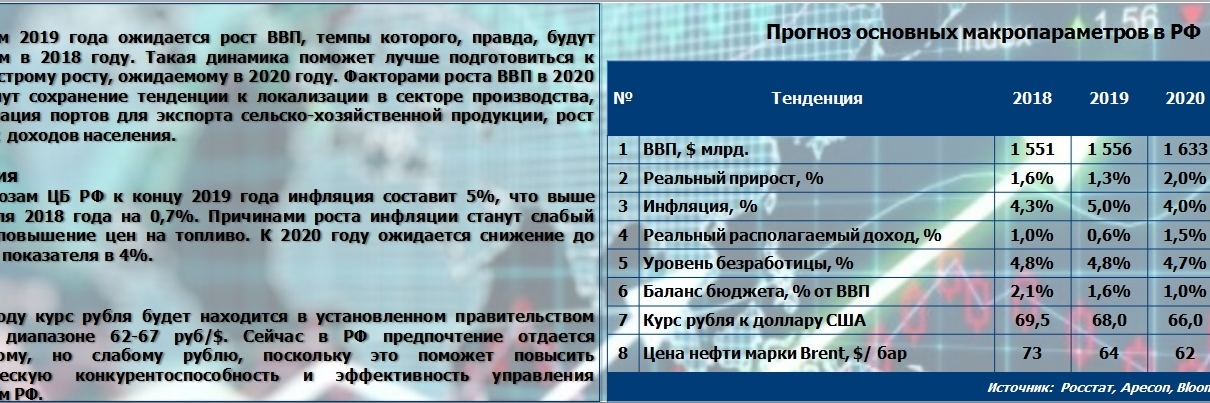 м 2019 года ожидается рост ВВП, темпы которого, правда, будут
м в 2018 году. Такая динамика поможет лучше подготовиться к
строму росту, ожидаемому в 2020 году. Факторами роста ВВП в 2020
нут сохранение тенденции к локализации в секторе производства,
ация портов для экспорта сельско-хозяйственной продукции, рост
х доходов населения.
ия
озам ЦБ РФ к концу 2019 года инфляция составит 5%, что выше
ля 2018 года на 0,7%. Причинами роста инфляции станут слабый
повышение цен на топливо. К 2020 году ожидается снижение до
показателя в 4%.
оду курс рубля будет находится в установленном правительством
диапазоне 62-67 руб/$. Сейчас в РФ предпочтение отдается
ому, но слабому рублю, поскольку это поможет повысить
ческую конкурентоспособность и эффективность управления
м РФ.
1.56
index
Прогноз основных макропараметров в РФ
№ Тенденция 2018 2019 2020
1 ВВП, $ млрд. 1 551 1 556 1 633
2 Реальный прирост, % 1,6% 1,3% 2,0%
3 Инфляция, % 4,3% 5,0% 4,0%
4 Реальный располагаемый доход, % 1,0% 0,6% 1,5%
5 Уровень безработицы, % 4,8% 4,8% 4,7%
6 Баланс бюджета, % от ВВП 2,1% 1,6% 1,0%
7 Курс рубля к доллару США 69,5 68,0 66,0
8 Цена нефти марки Brent, $/ бар 73 64 62
Источник: Росстат, Apecon, Bloon